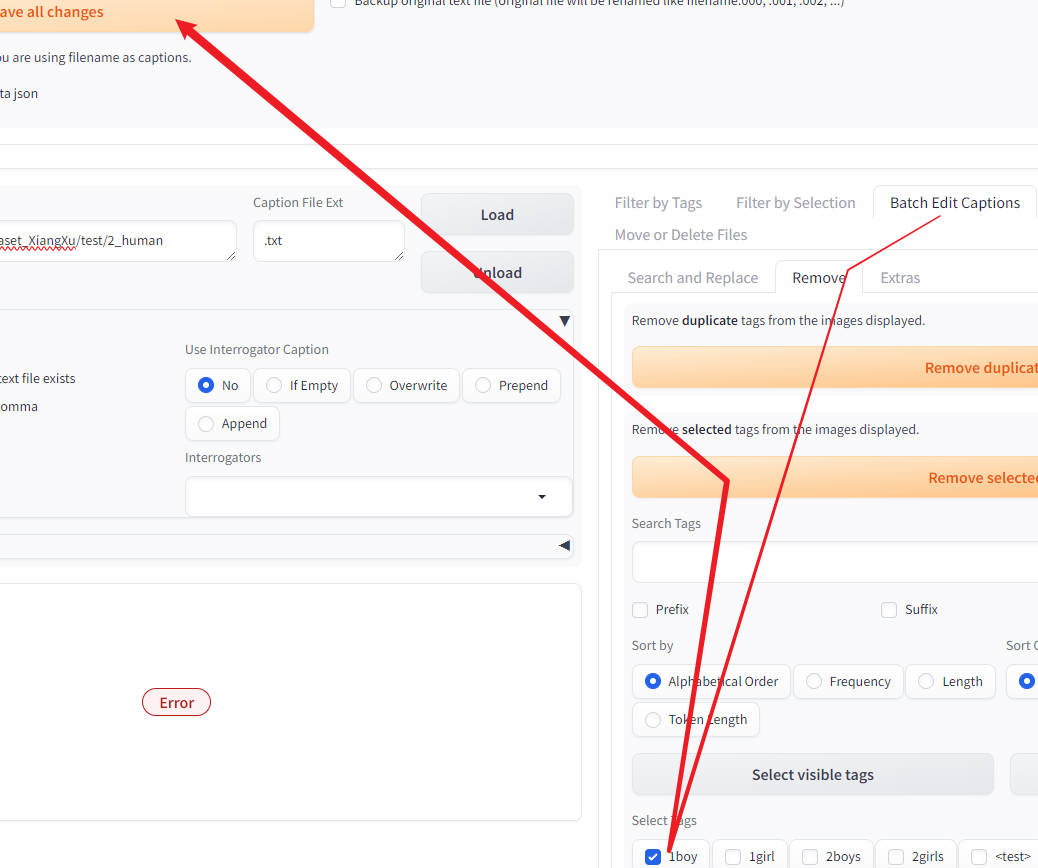 ave all changes
Backup original text file (original file will be renamed like filename.000, .001, .002, ...)
ou are using filename as captions.
ta json
Caption File Ext
Load
aset_XiangXu/test/2_human
.txt
Unload
Use Interrogator Caption
text file exists
No
If Empty
Overwrite
Prepend
omma
Append
Interrogators
Error
Filter by Tags
Filter by Selection
Batch Edit Captions
Move or Delete Files
Search and Replace
Remove
Extras
Remove duplicate tags from the images displayed.
Remove duplicat
Remove selected tags from the images displayed.
Remove selecte
Search Tags
Prefix
Suffix
Sort by
Sort
Alphabetical Order
Frequency
Length
Token Length
Select visible tags
Select Tags
1boy
1girl
2boys
2girls
<test>